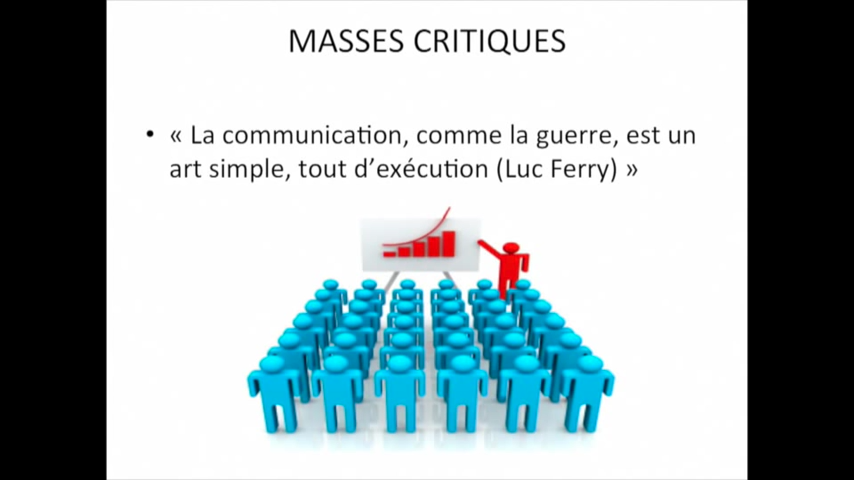 MASSES CRITIQUES
• « La communication, comme la guerre, est un
art simple, tout d’exécution (Luc Ferry) »